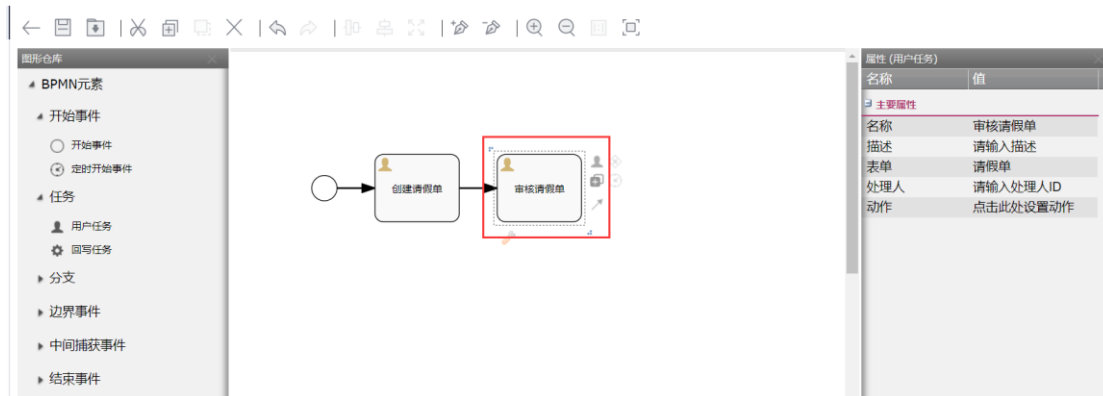 图形仓库
BPMN元素
开始事件
开始事件
定时开始事件
任务
用户任务
回写任务
分支
边界事件
中间捕获事件
结束事件
创建请假单
审核请假单
属性 (用户任务)
名称 值
主要属性
名称 审核请假单
描述 请输入描述
表单 请假单
处理人 请输入处理人ID
动作 点击此处设置动作